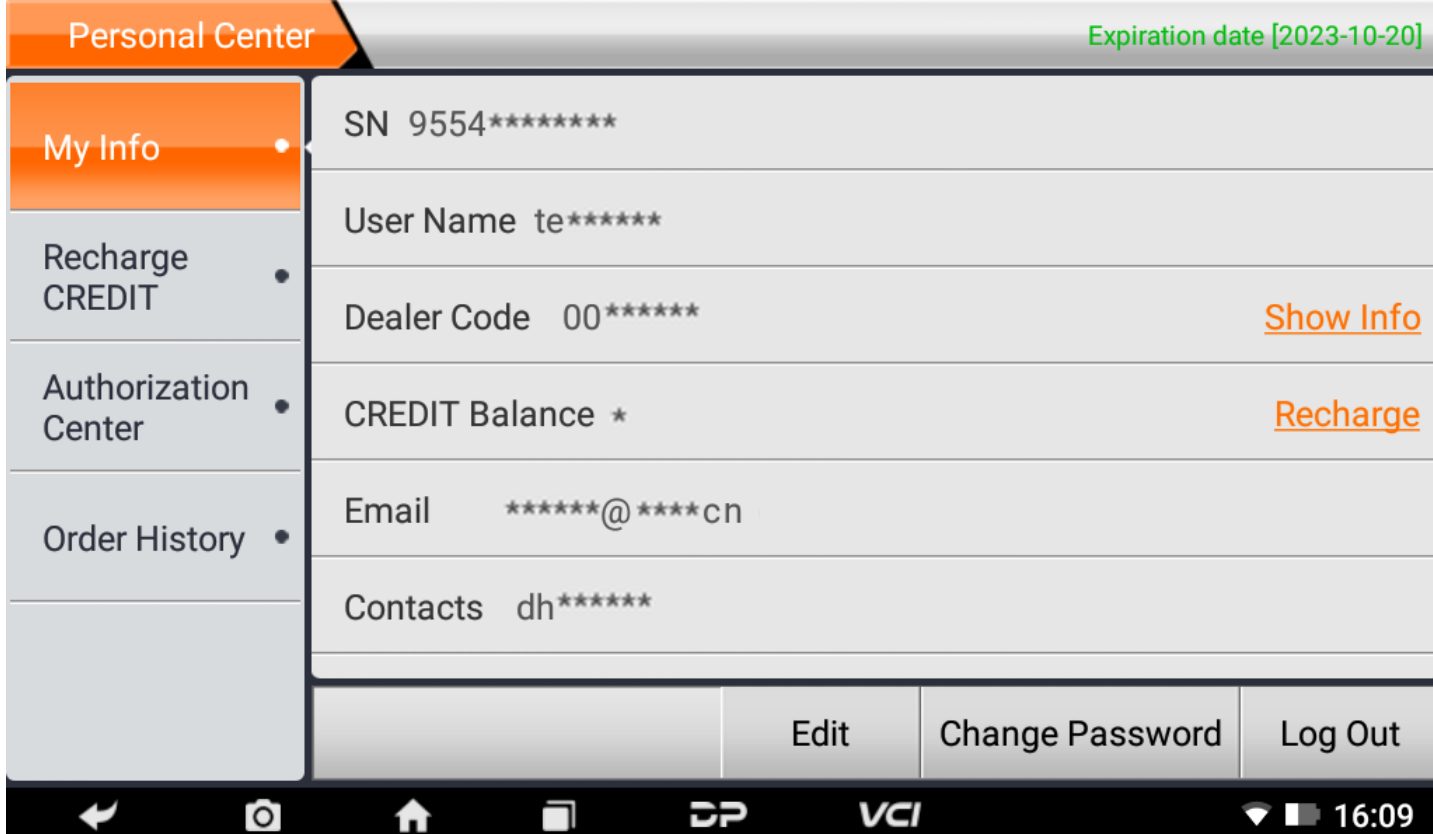 Personal Center
Expiration date [2023-10-20]
My Info
Recharge
CREDIT
Authorization
Center
Order History
SN 9554********
User Name te******
Dealer Code 00****** Show Info
CREDIT Balance * Recharge
Email ******@****cn
Contacts dh******
Edit Change Password Log Out
DP VCI 16:09